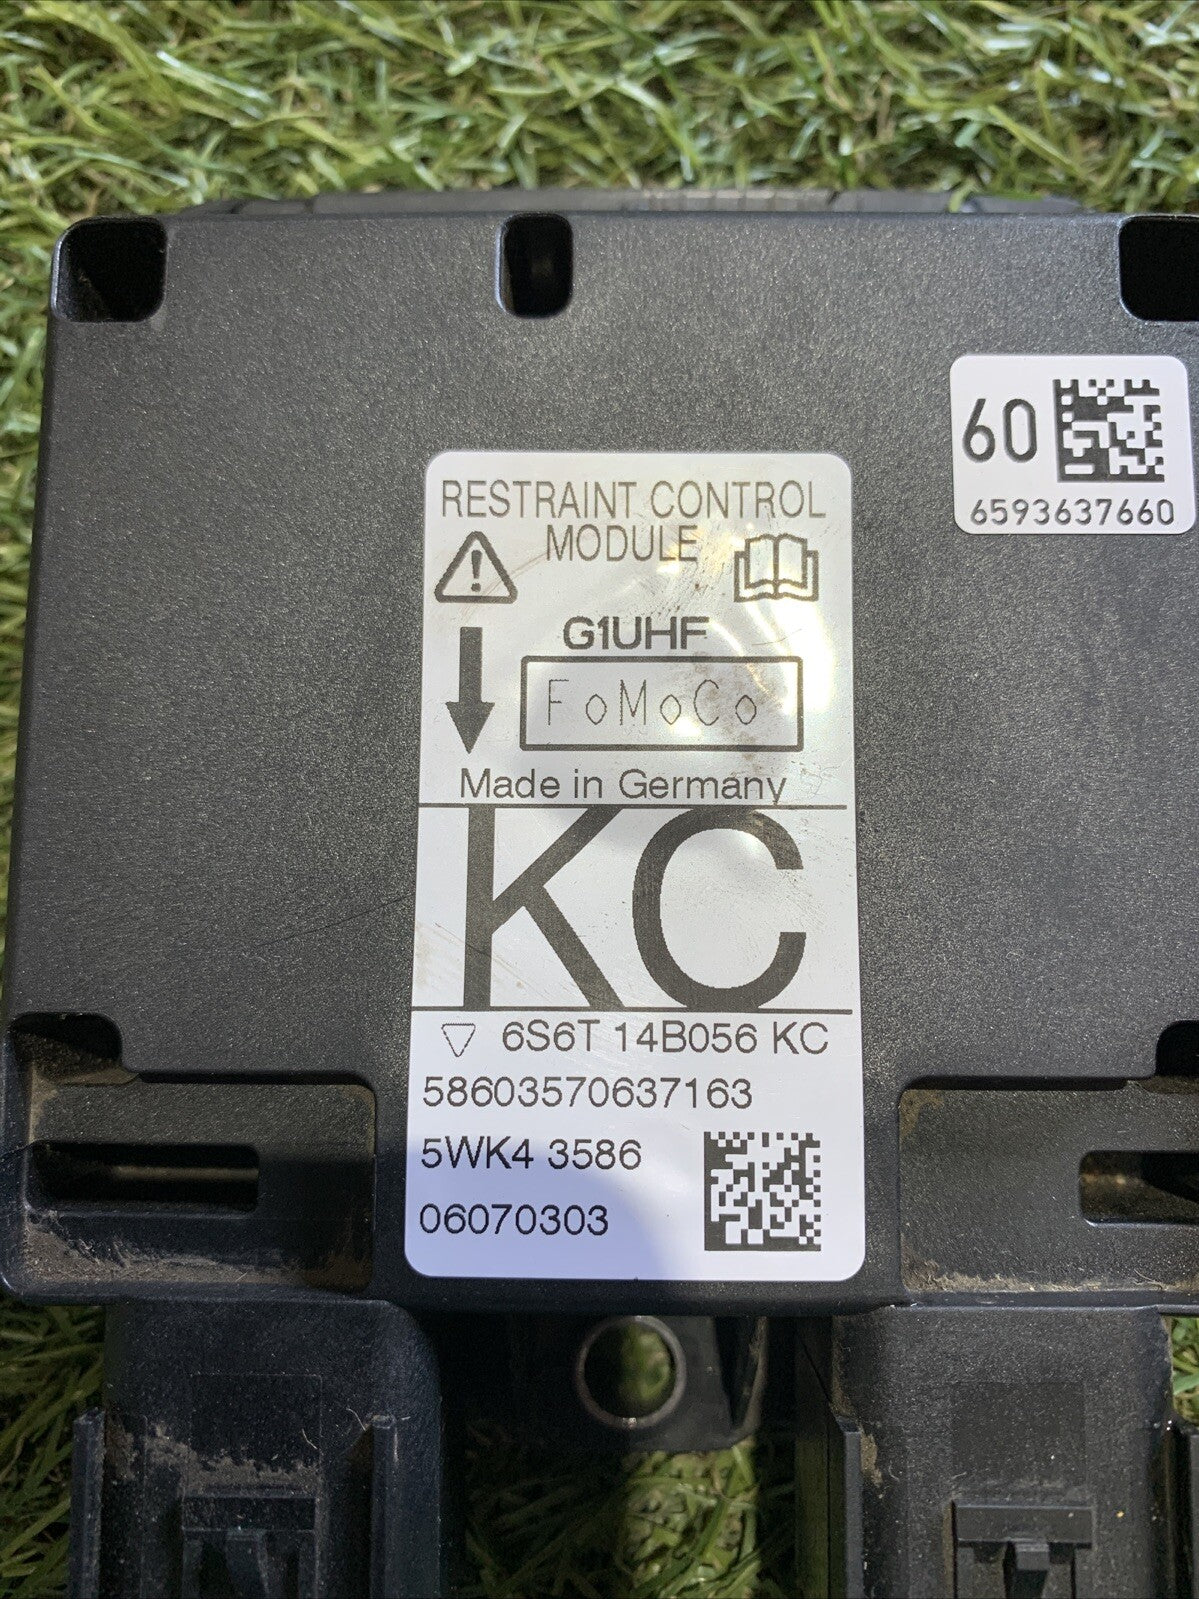 60
6593637660
RESTRAINT CONTROL
MODULE
G1UHF
FoMoCo
Made in Germany
KC
6S6T 14B056 KC
58603570637163
5WK4 3586
06070303